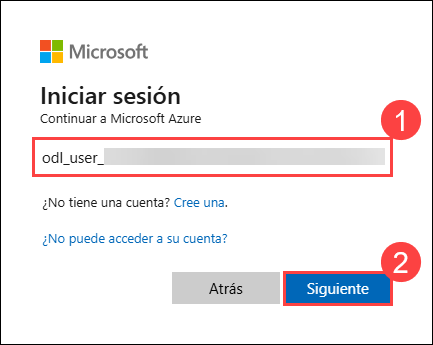 Microsoft
Iniciar sesión
Continuar a Microsoft Azure
1
odl_user_
¿No tiene una cuenta? Cree una.
¿No puede acceder a su cuenta?
2
Atrás
Siguiente